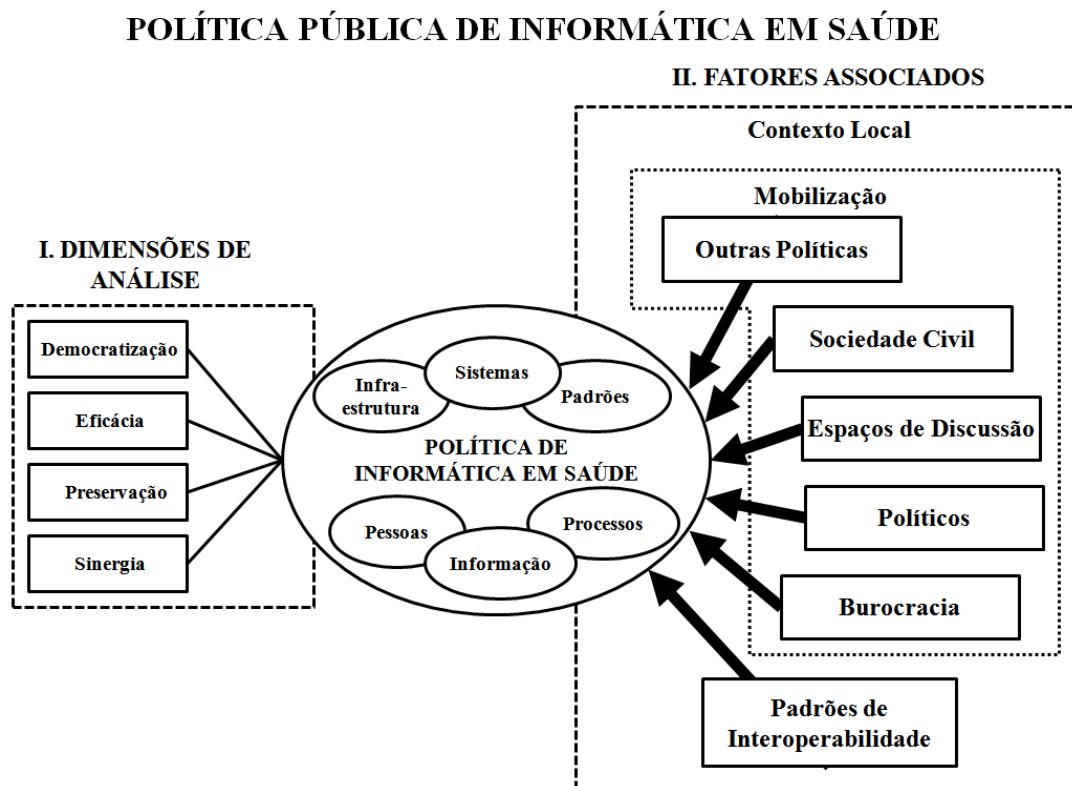 POLÍTICA PÚBLICA DE INFORMÁTICA EM SAÚDE
II. FATORES ASSOCIADOS
Contexto Local
Mobilização
Outras Políticas
Sociedade Civil
Espaços de Discussão
Políticos
Burocracia
Padrões de
Interoperabilidade
I. DIMENSÕES DE
ANÁLISE
Democratização
Eficácia
Preservação
Sinergia
Infra-
estrutura
Sistemas
Padrões
POLÍTICA DE
INFORMÁTICA EM SAÚDE
Pessoas
Informação
Processos